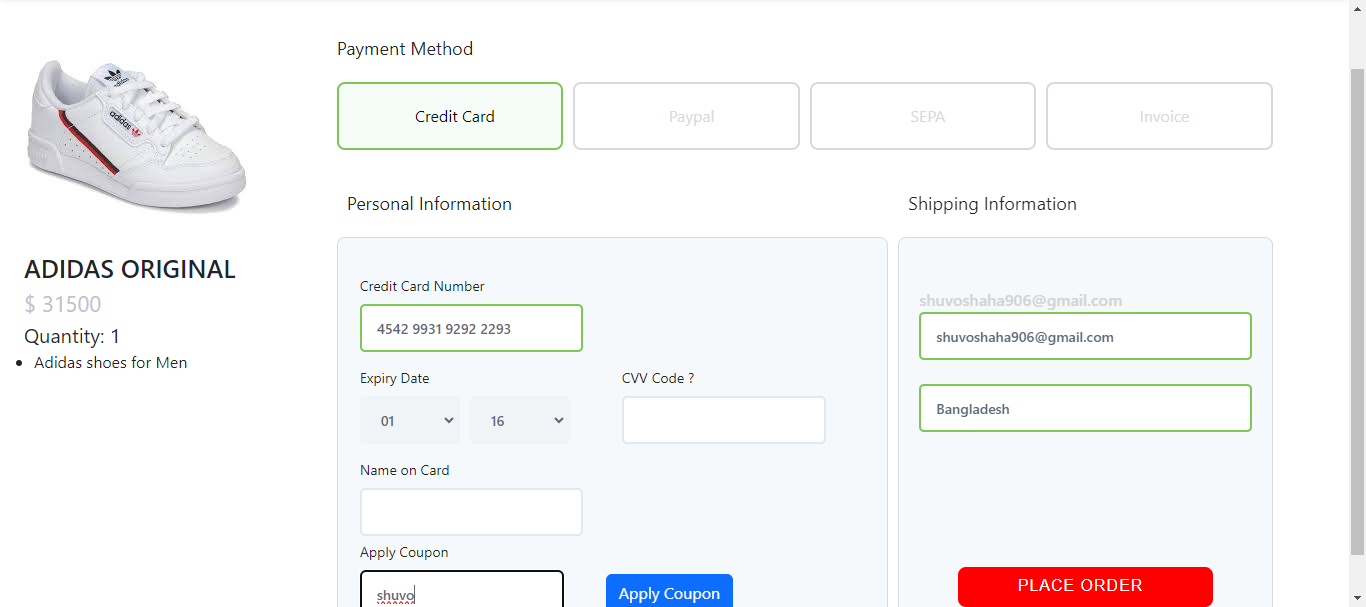 Payment Method
Credit Card
Paypal
SEPA
Invoice
adidas
ADIDAS ORIGINAL
$ 31500
Quantity: 1
Adidas shoes for Men
Personal Information
Credit Card Number
4542 9931 9292 2293
Expiry Date
CVV Code ?
01
16
Name on Card
Apply Coupon
shuvo
Apply Coupon
Shipping Information
shuvoshaha906@gmail.com
shuvoshaha906@gmail.com
Bangladesh
PLACE ORDER